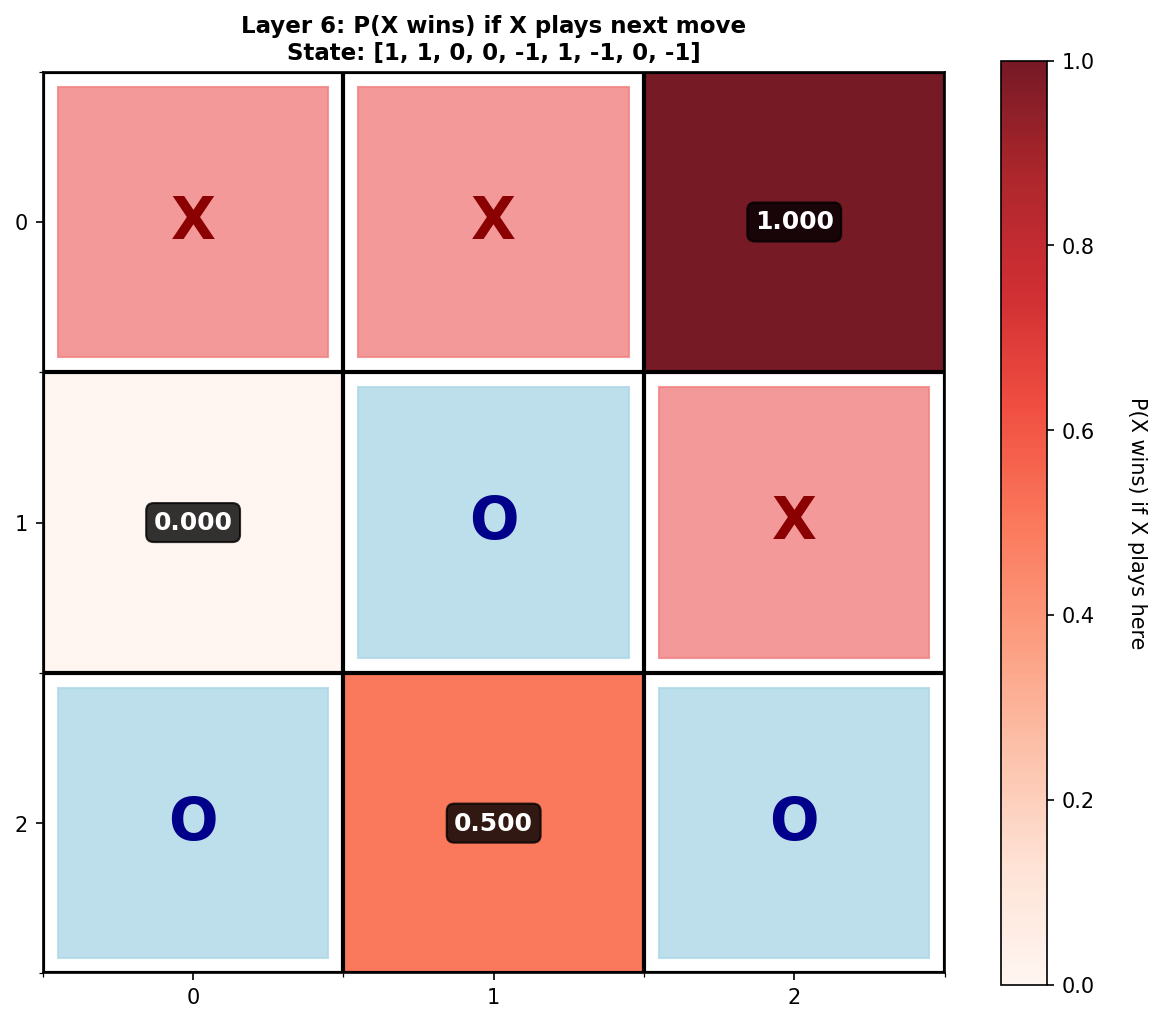 Layer 6: P(X wins) if X plays next move
State: [1, 1, 0, 0, -1, 1, -1, 0, -1]
0
X
X
1.000
1
0.000
O
X
2
O
0.500
O
0
1
2
1.0
0.8
0.6
0.4
0.2
0.0
P(X wins) if X plays here